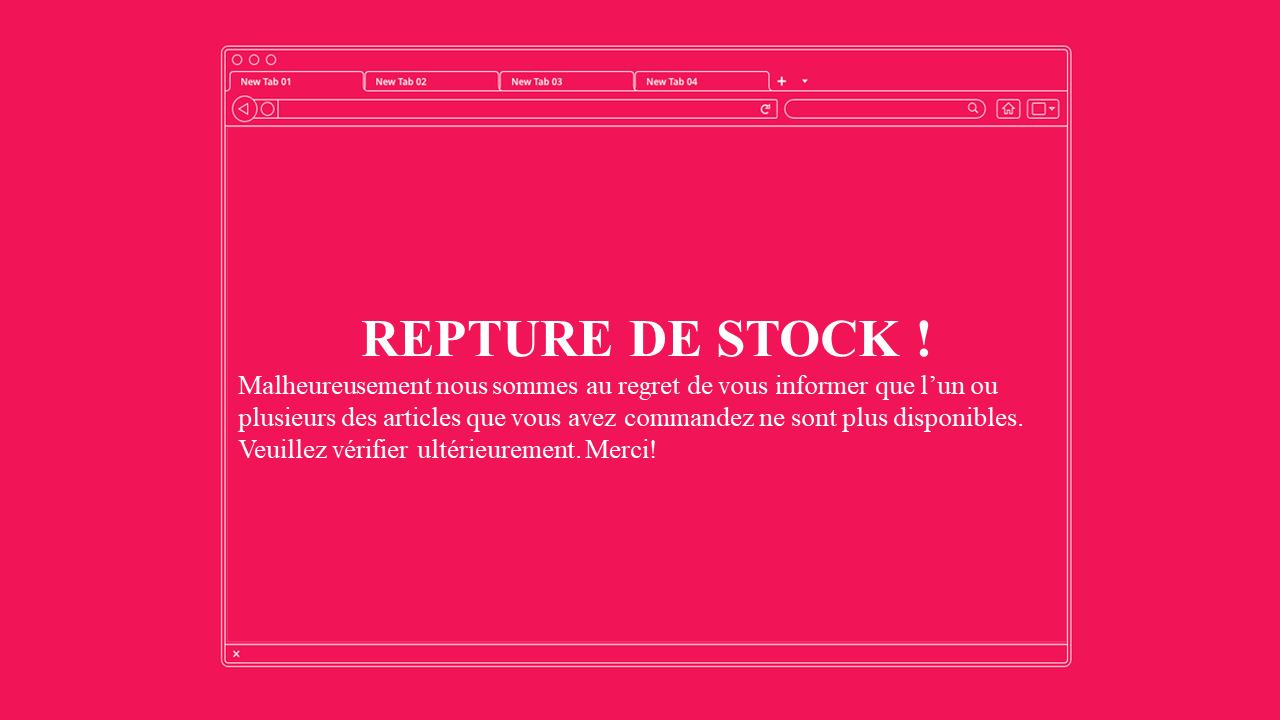 New Tab 01 New Tab 02 New Tab 03 New Tab 04
REPTURE DE STOCK !
Malheureusement nous sommes au regret de vous informer que l’un ou
plusieurs des articles que vous avez commandez ne sont plus disponibles.
Veuillez vérifier ultérieurement. Merci!